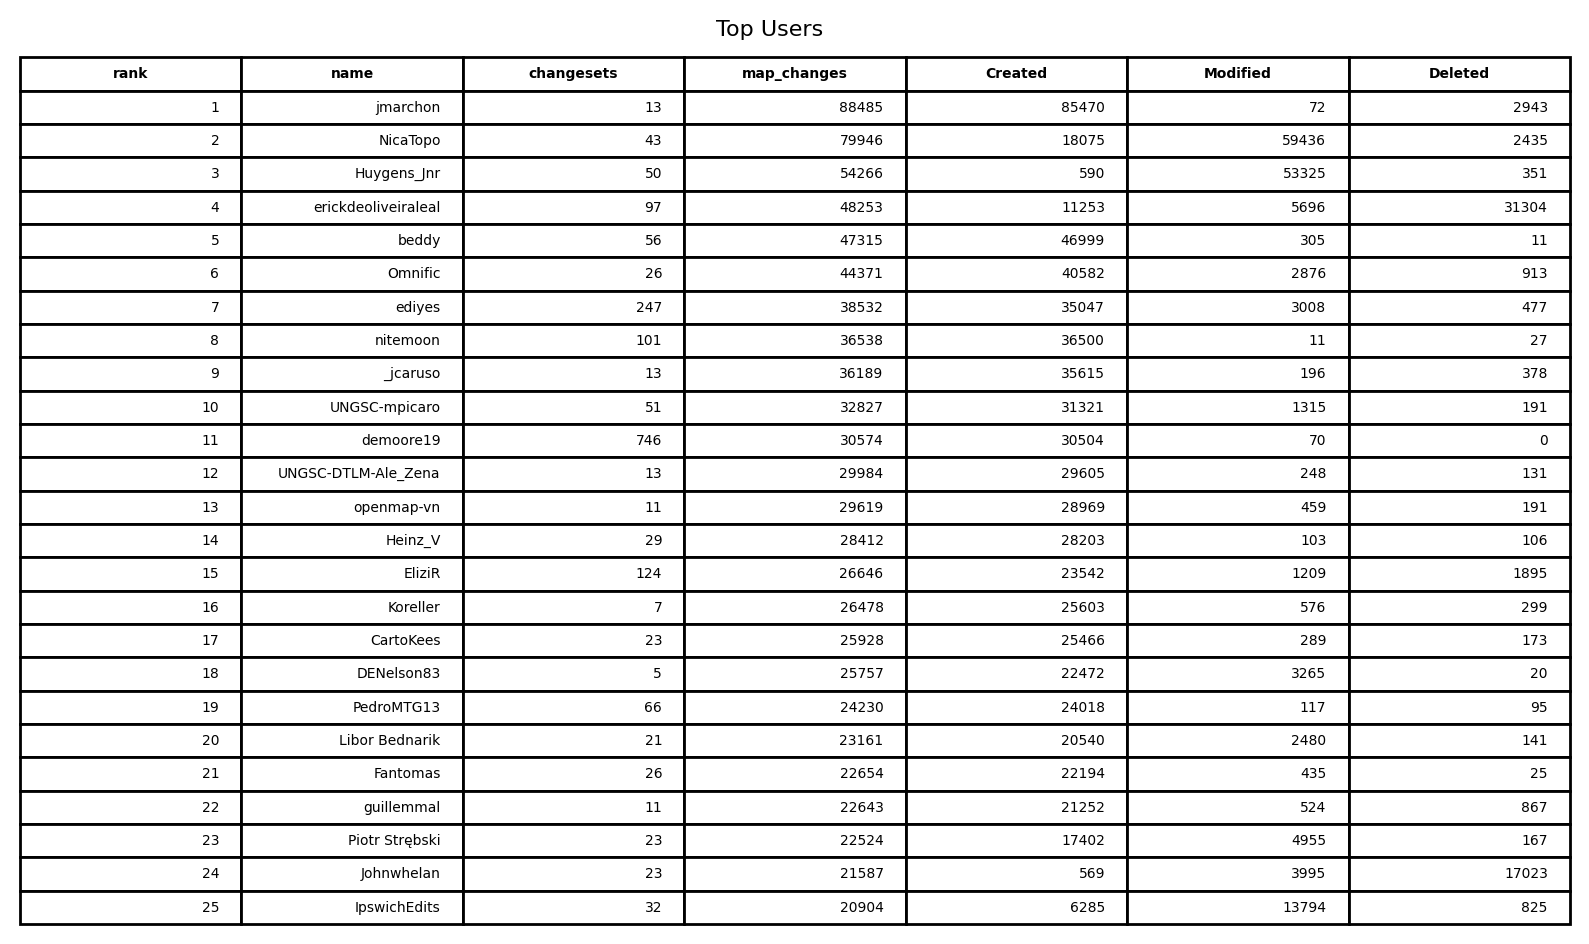 Top Users
rank name changesets map_changes Created Modified Deleted
1 jmarchon 13 88485 85470 72 2943
2 NicaTopo 43 79946 18075 59436 2435
3 Huygens_Jnr 50 54266 590 53325 351
4 erickdeoliveiraleal 97 48253 11253 5696 31304
5 beddy 56 47315 46999 305 11
6 Omnific 26 44371 40582 2876 913
7 ediyes 247 38532 35047 3008 477
8 nitemoon 101 36538 36500 11 27
9 _jcaruso 13 36189 35615 196 378
10 UNGSC-mpicaro 51 32827 31321 1315 191
11 demoore19 746 30574 30504 70 0
12 UNGSC-DTLM-Ale_Zena 13 29984 29605 248 131
13 openmap-vn 11 29619 28969 459 191
14 Heinz_V 29 28412 28203 103 106
15 EliziR 124 26646 23542 1209 1895
16 Koreller 7 26478 25603 576 299
17 CartoKees 23 25928 25466 289 173
18 DENelson83 5 25757 22472 3265 20
19 PedroMTG13 66 24230 24018 117 95
20 Libor Bednarik 21 23161 20540 2480 141
21 Fantomas 26 22654 22194 435 25
22 guillemmal 11 22643 21252 524 867
23 Piotr Strębski 23 22524 17402 4955 167
24 Johnwhelan 23 21587 569 3995 17023
25 IpswichEdits 32 20904 6285 13794 825